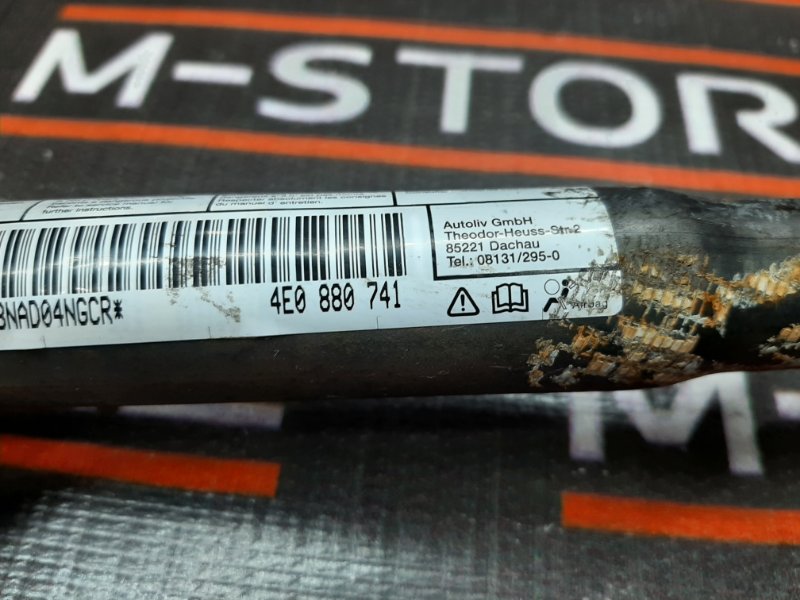 M-STOR
further instructions.
Respecter absolument les consignes
du manuel d'entretien.
Autoliv GmbH
Theodor-Heuss-Str.2
85221 Dachau
Tel.: 08131/295-0
BNAD04NGCR*
4E0 880 741
Airbag